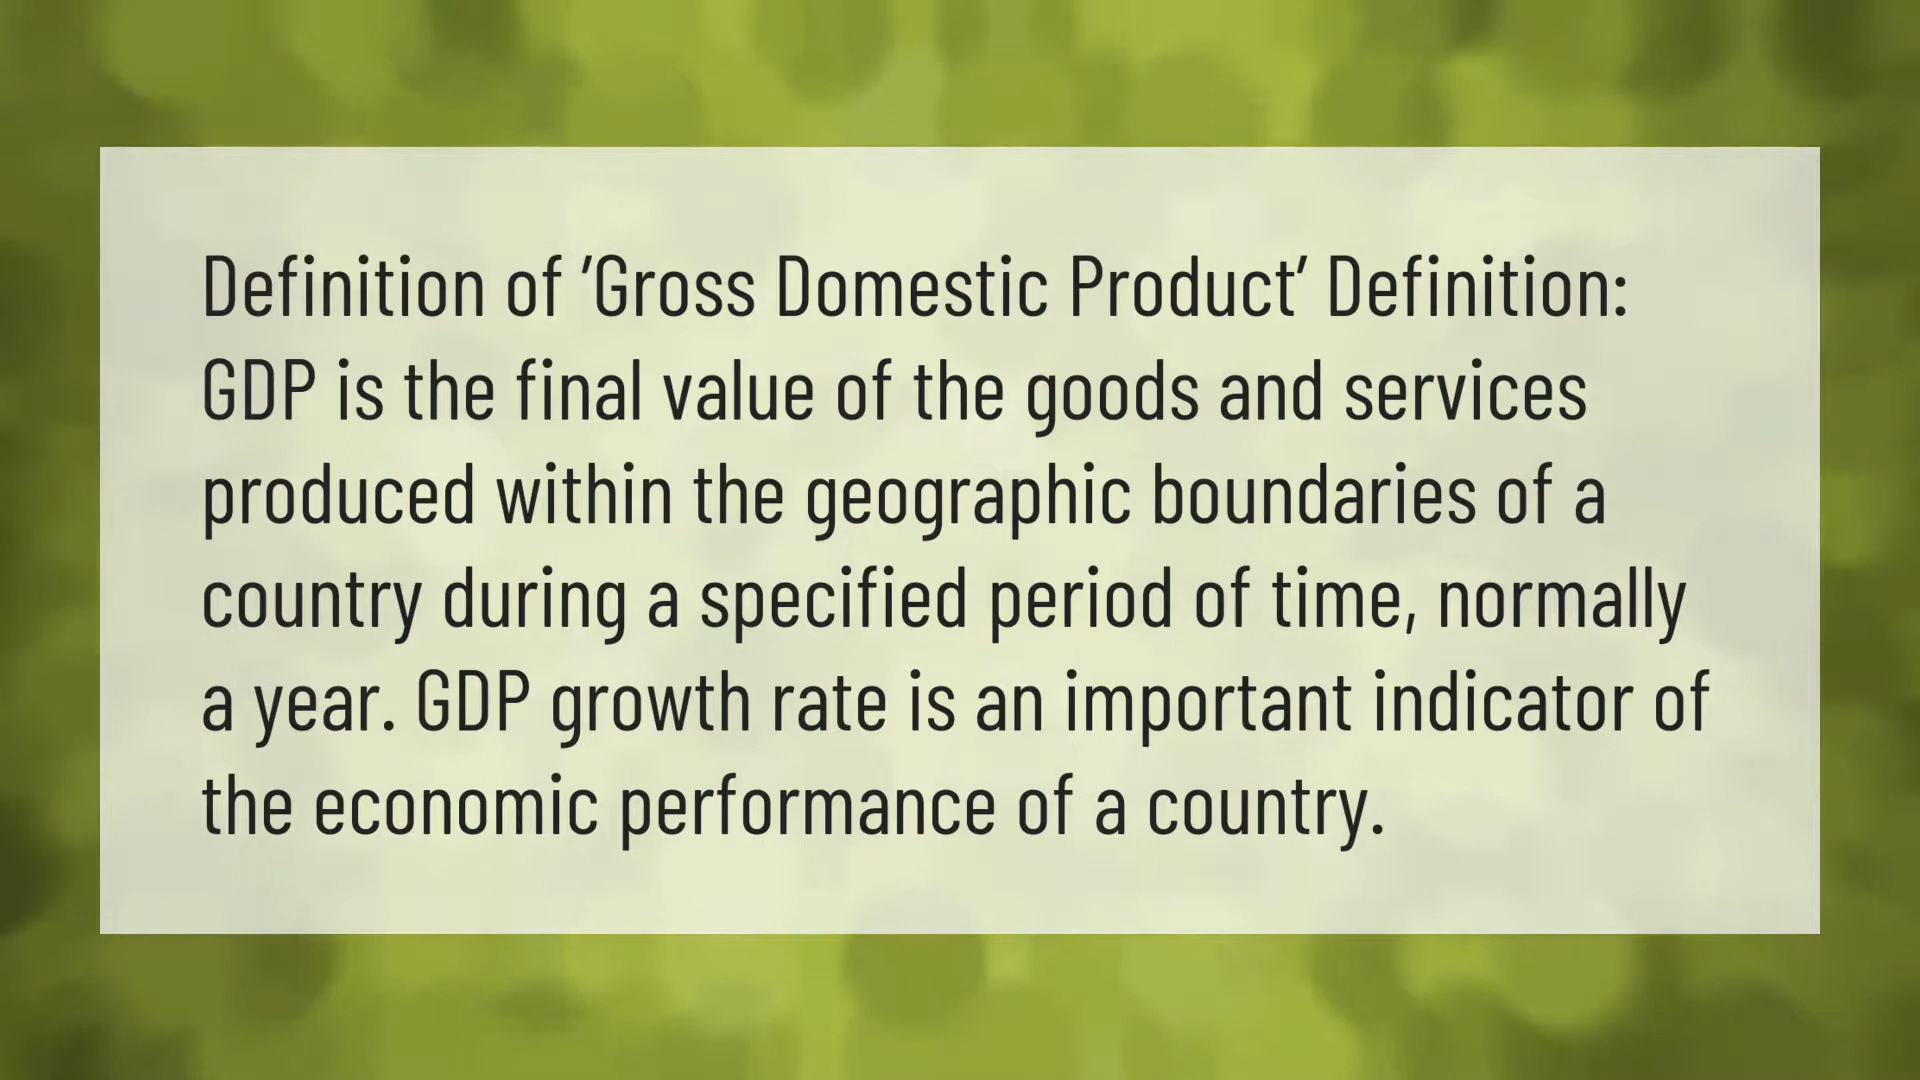 Definition of ‘Gross Domestic Product’ Definition:
GDP is the final value of the goods and services
produced within the geographic boundaries of a
country during a specified period of time, normally
a year. GDP growth rate is an important indicator of
the economic performance of a country.